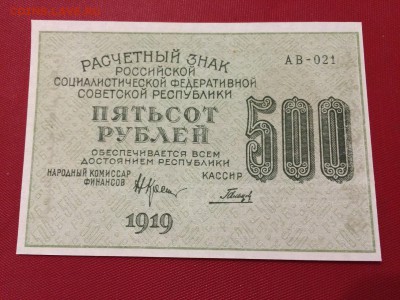 РАСЧЕТНЫЙ ЗНАК
РОССИЙСКОЙ
СОЦИАЛИСТИЧЕСКОЙ ФЕДЕРАТИВНОЙ
СОВЕТСКОЙ РЕСПУБЛИКИ
АВ-021
ПЯТЬСОТ
РУБЛЕЙ
500
ОБЕСПЕЧИВАЕТСЯ ВСЕМ
ДОСТОЯНИЕМ РЕСПУБЛИКИ
НАРОДНЫЙ КОМИССАР
ФИНАНСОВ
КАССИР
1919